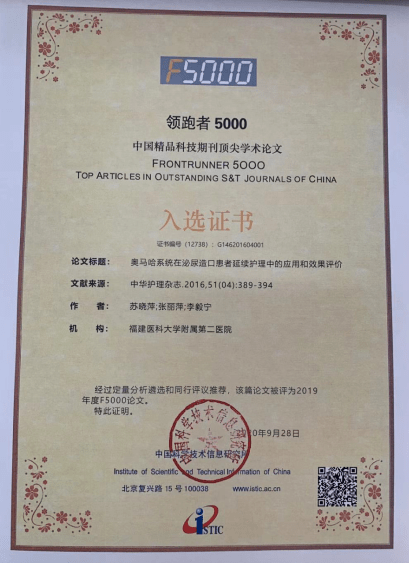 F5000
领跑者 5000
中国精品科技期刊顶尖学术论文
FRONTRUNNER 5000
TOP ARTICLES IN OUTSTANDING S&T JOURNALS OF CHINA
入选证书
证书编号（12738）：G146201604001
论文标题： 奥马哈系统在泌尿造口患者延续护理中的应用和效果评价
文献来源： 中华护理杂志.2016,51(04):389-394
作 者： 苏晓萍;张丽萍;李毅宁
机 构： 福建医科大学附属第二医院
经过定量分析遴选和同行评议推荐，该篇论文被评为2019
年度F5000论文。
特此证明。
20年9月28日
中国科学技术信息研究所
Institute of Scientific and Technical Information of China
北京复兴路 15 号 100038 www.istic.ac.cn
ISTIC